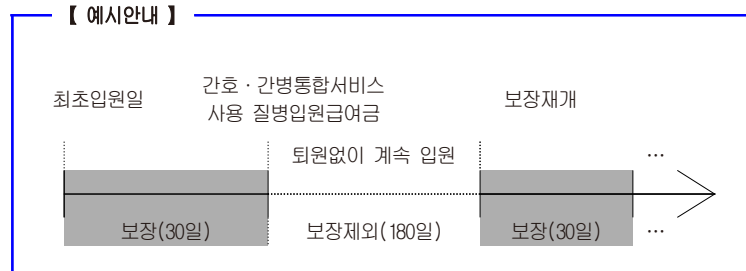 【 예시안내 】
최초입원일
간호ㆍ간병통합서비스
사용 질병입원급여금
보장재개
퇴원없이 계속 입원
…
보장(30일)
보장제외(180일)
보장(30일)
…